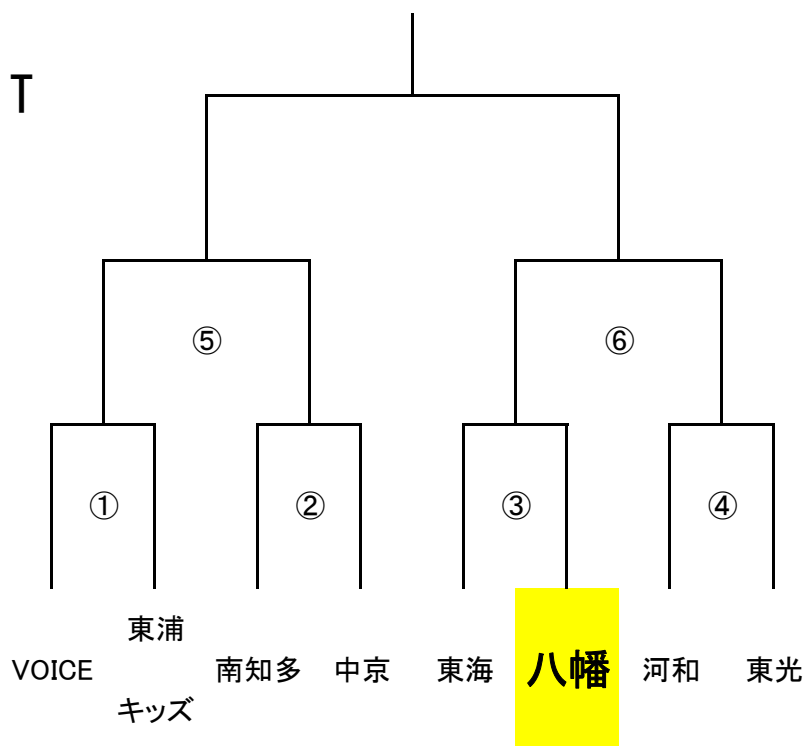 T
⑤
⑥
①
②
③
④
VOICE
東浦
キッズ
南知多
中京
東海
八幡
河和
東光